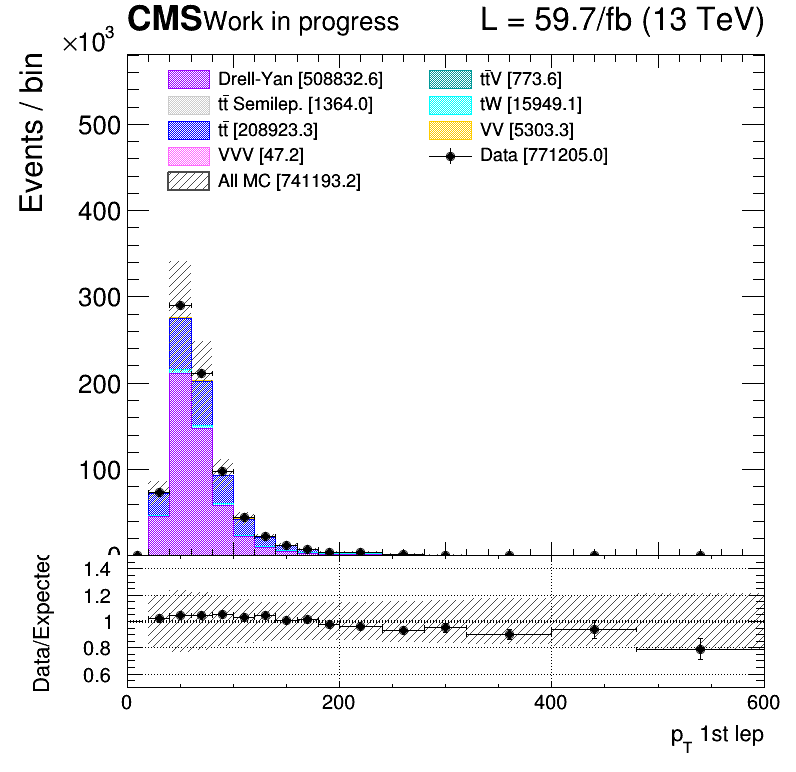 CMS Work in progress L = 59.7/fb (13 TeV)
×10³
Events / bin
Drell-Yan [508832.6]
tt̄ Semilep. [1364.0]
tt̄ [208923.3]
VVV [47.2]
All MC [741193.2]
tt̄V [773.6]
tW [15949.1]
VV [5303.3]
Data [771205.0]
500
400
300
200
100
0
Data/Expected
1.4
1.2
1
0.8
0.6
0 200 400 600
p_T 1st lep